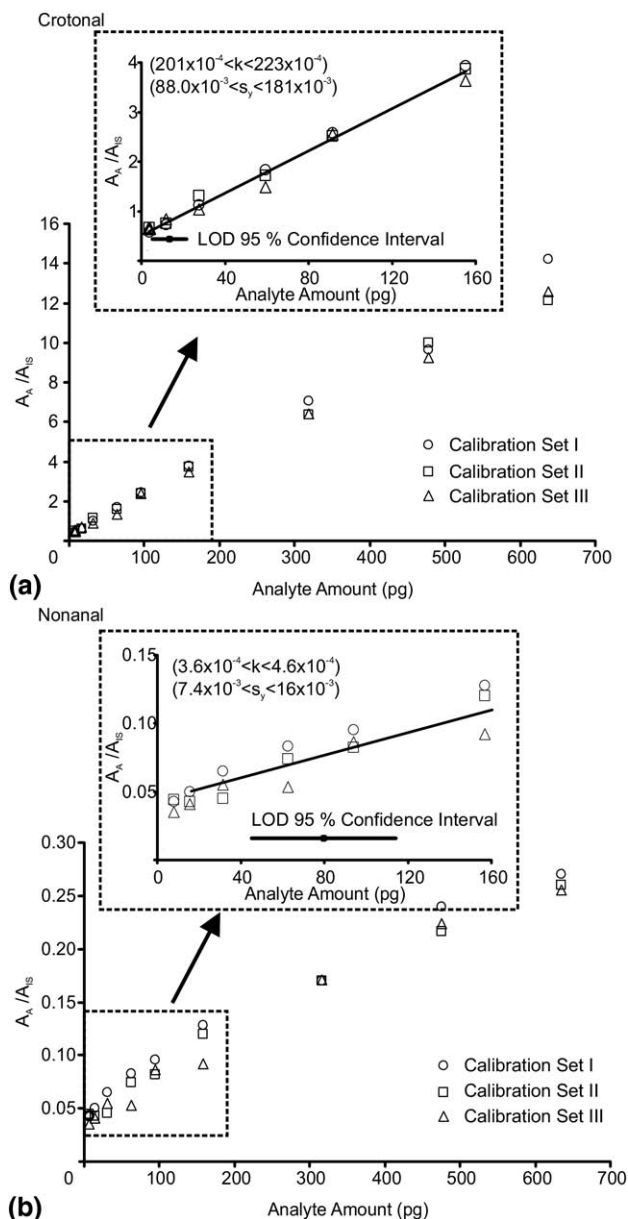 Crotonal
(201x10⁻⁴<k<223x10⁻⁴)
(88.0x10⁻³<sᵧ<181x10⁻³)
4
3
2
1
A_A /A_IS
LOD 95 % Confidence Interval
0 40 80 120 160
Analyte Amount (pg)
16
14
12
10
8
6
4
2
A_A /A_IS
Calibration Set I
Calibration Set II
Calibration Set III
0 100 200 300 400 500 600 700
Analyte Amount (pg)
(a)
Nonanal
(3.6x10⁻⁴<k<4.6x10⁻⁴)
(7.4x10⁻³<sᵧ<16x10⁻³)
0.15
0.10
0.05
A_A/A_IS
LOD 95 % Confidence Interval
0 40 80 120 160
Analyte Amount (pg)
0.30
0.25
0.20
0.15
0.10
0.05
A_A /A_IS
Calibration Set I
Calibration Set II
Calibration Set III
0 100 200 300 400 500 600 700
Analyte Amount (pg)
(b)